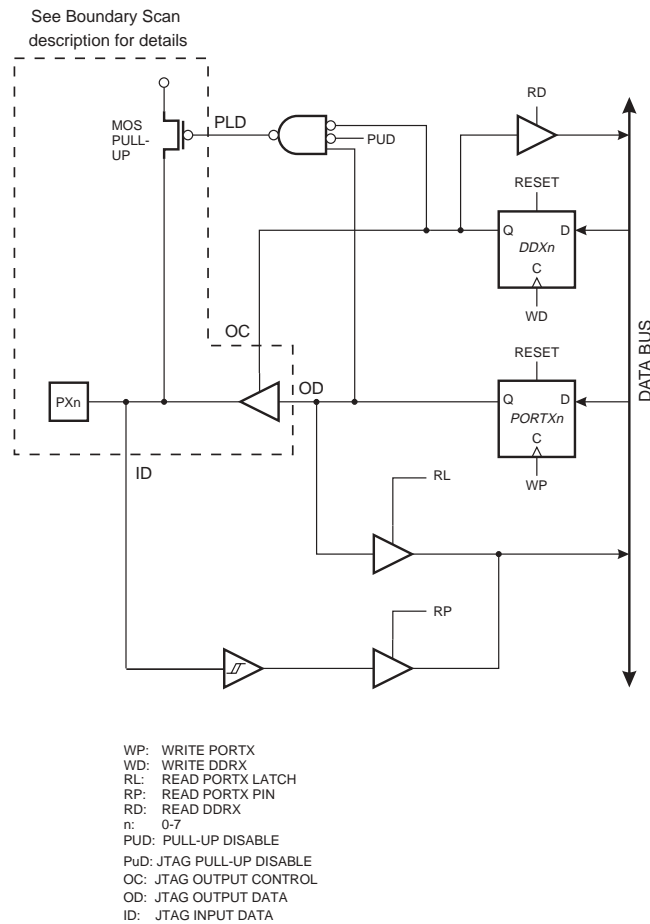 See Boundary Scan
description for details
MOS
PULL-
UP
PLD
PUD
RD
RESET
Q
D
DDXn
C
WD
OC
OD
RESET
PXn
Q
D
PORTXn
C
WP
DATA BUS
ID
RL
RP
WP: WRITE PORTX
WD: WRITE DDRX
RL: READ PORTX LATCH
RP: READ PORTX PIN
RD: READ DDRX
n: 0-7
PUD: PULL-UP DISABLE
PuD: JTAG PULL-UP DISABLE
OC: JTAG OUTPUT CONTROL
OD: JTAG OUTPUT DATA
ID: JTAG INPUT DATA